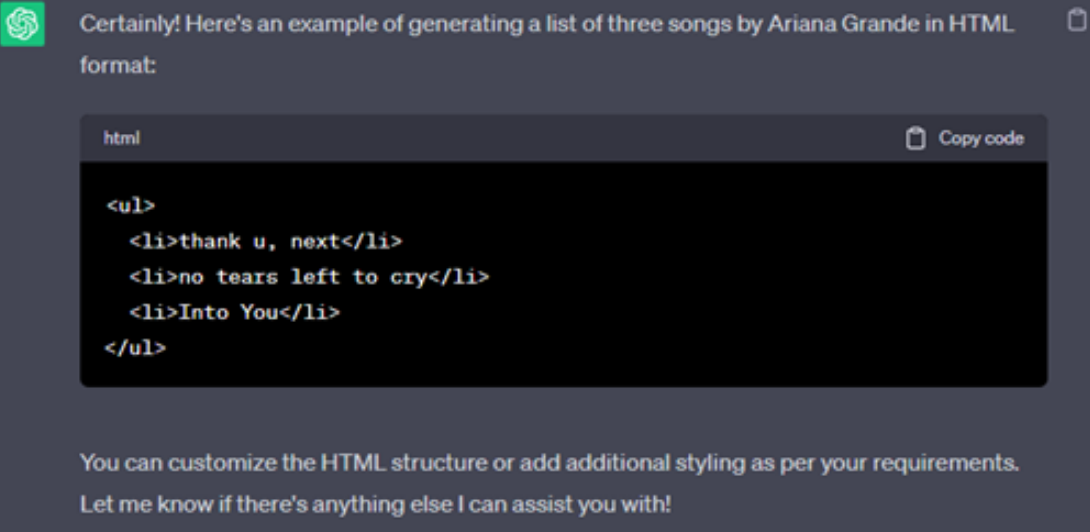 Certainly! Here's an example of generating a list of three songs by Ariana Grande in HTML
format:
html
Copy code
<ul>
  <li>thank u, next</li>
  <li>no tears left to cry</li>
  <li>Into You</li>
</ul>
You can customize the HTML structure or add additional styling as per your requirements.
Let me know if there's anything else I can assist you with!